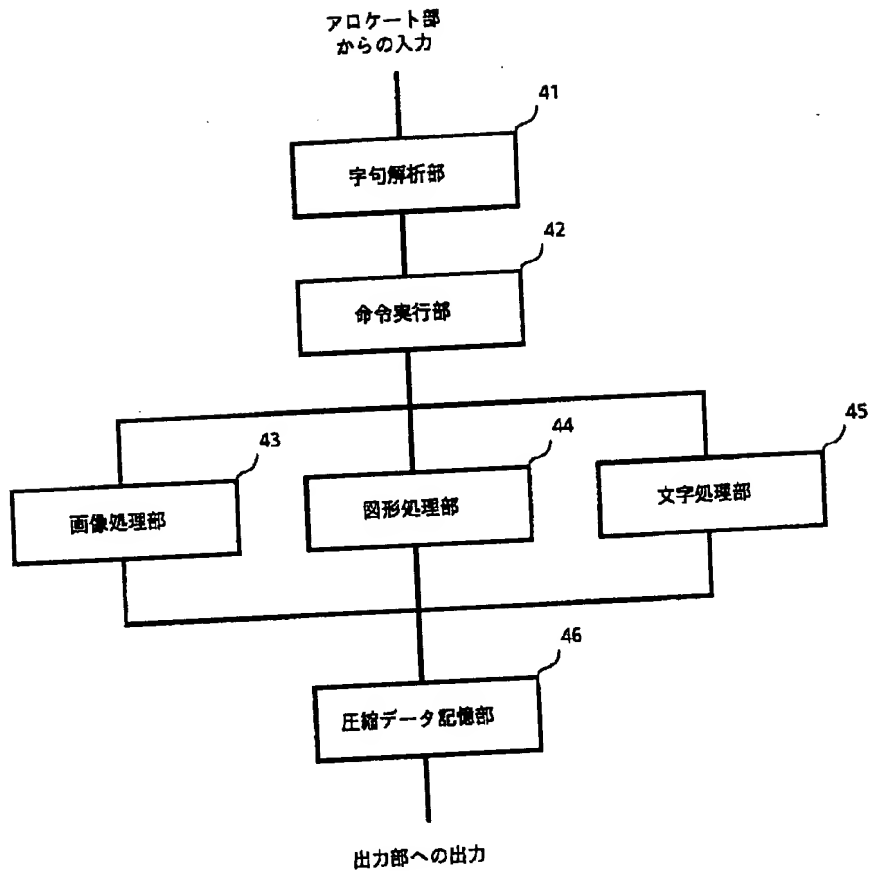 アロケート部
からの入力
41
字句解析部
42
命令実行部
43
44
45
画像処理部
図形処理部
文字処理部
46
圧縮データ記憶部
出力部への出力